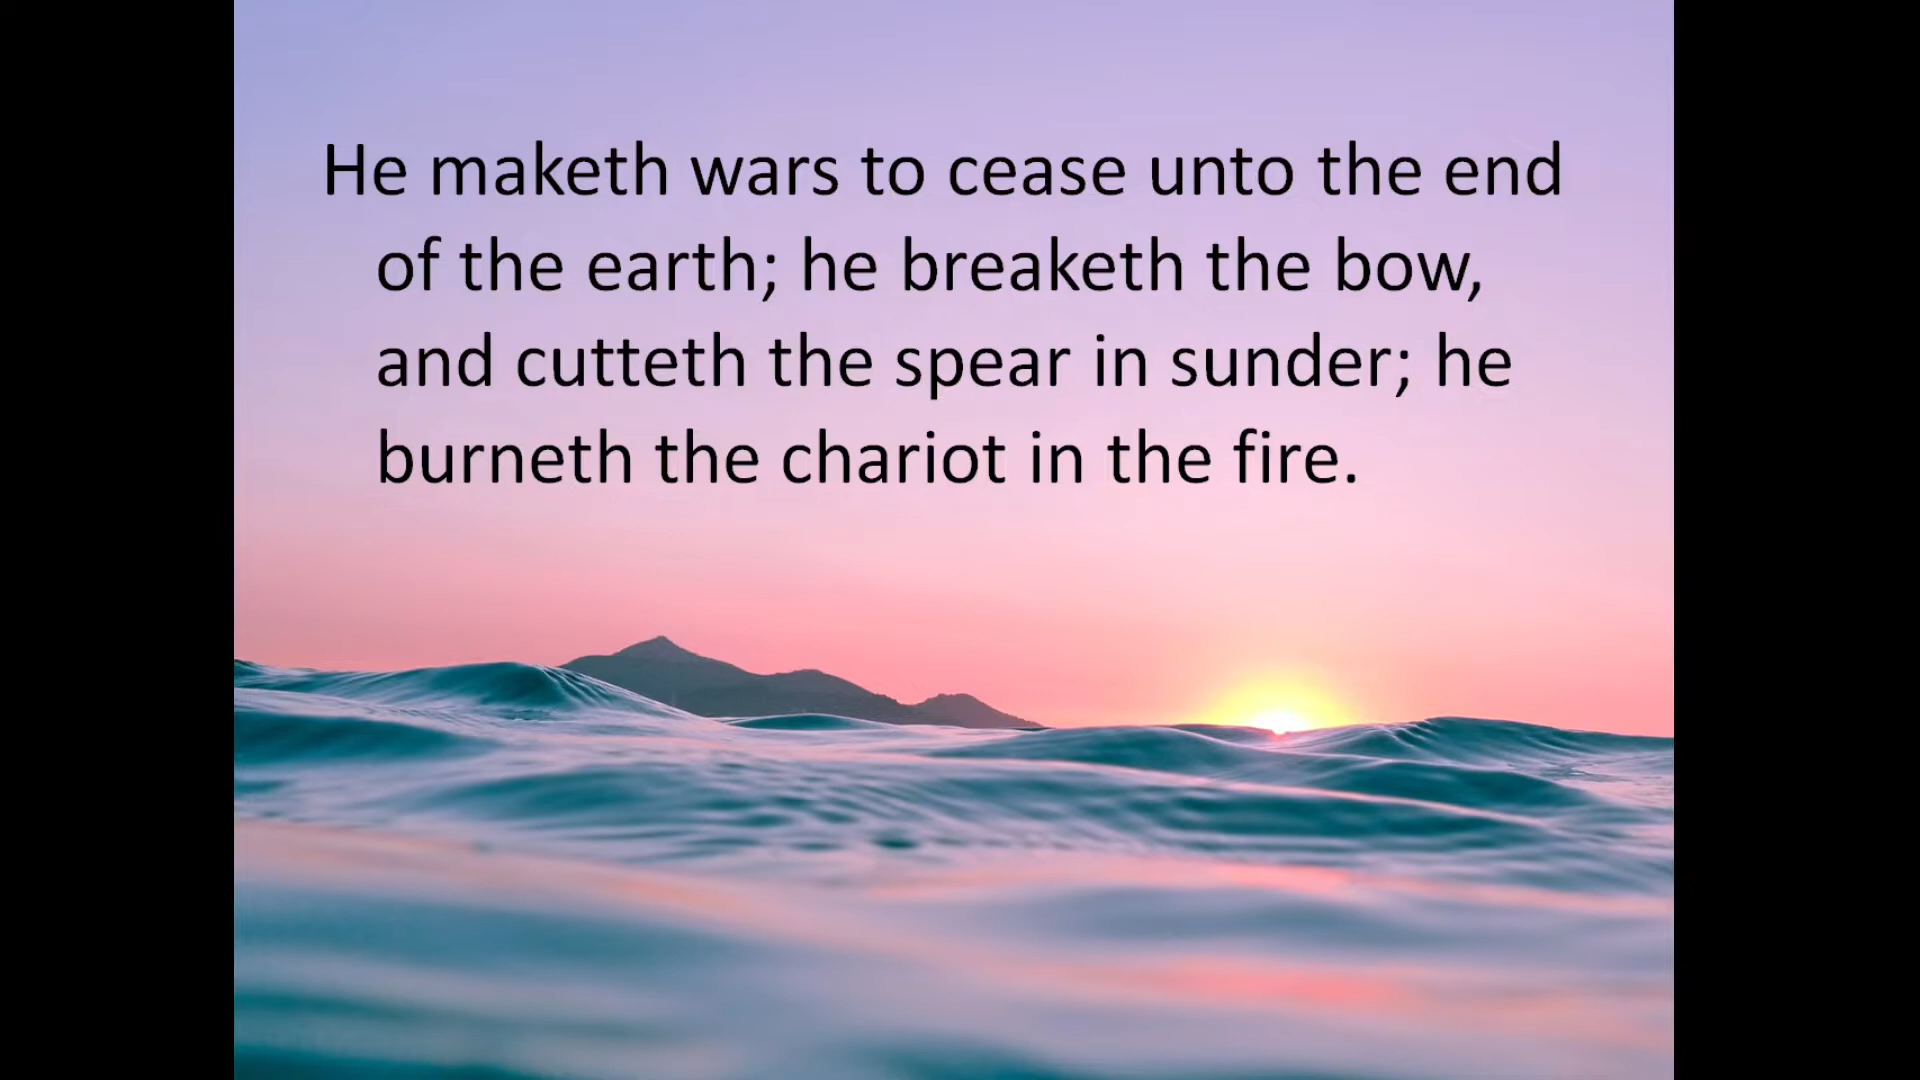 He maketh wars to cease unto the end
of the earth; he breaketh the bow,
and cutteth the spear in sunder; he
burneth the chariot in the fire.